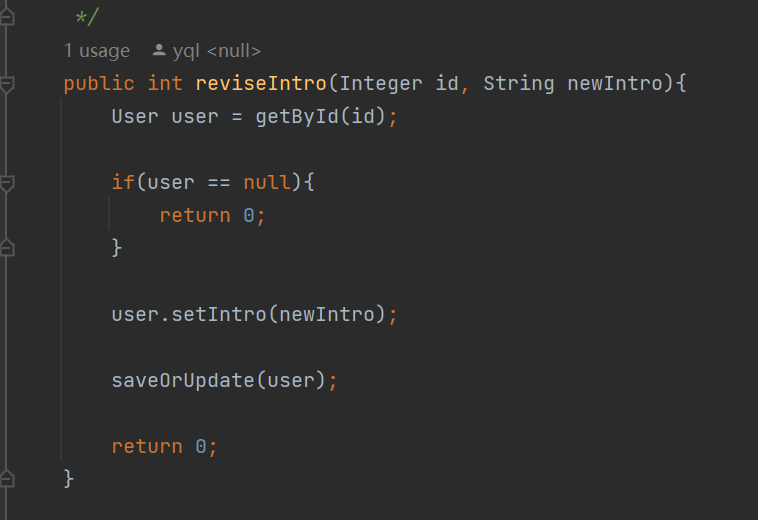 */
1 usage yql <null>
public int reviseIntro(Integer id, String newIntro){
User user = getById(id);
if(user == null){
return 0;
}
user.setIntro(newIntro);
saveOrUpdate(user);
return 0;
}